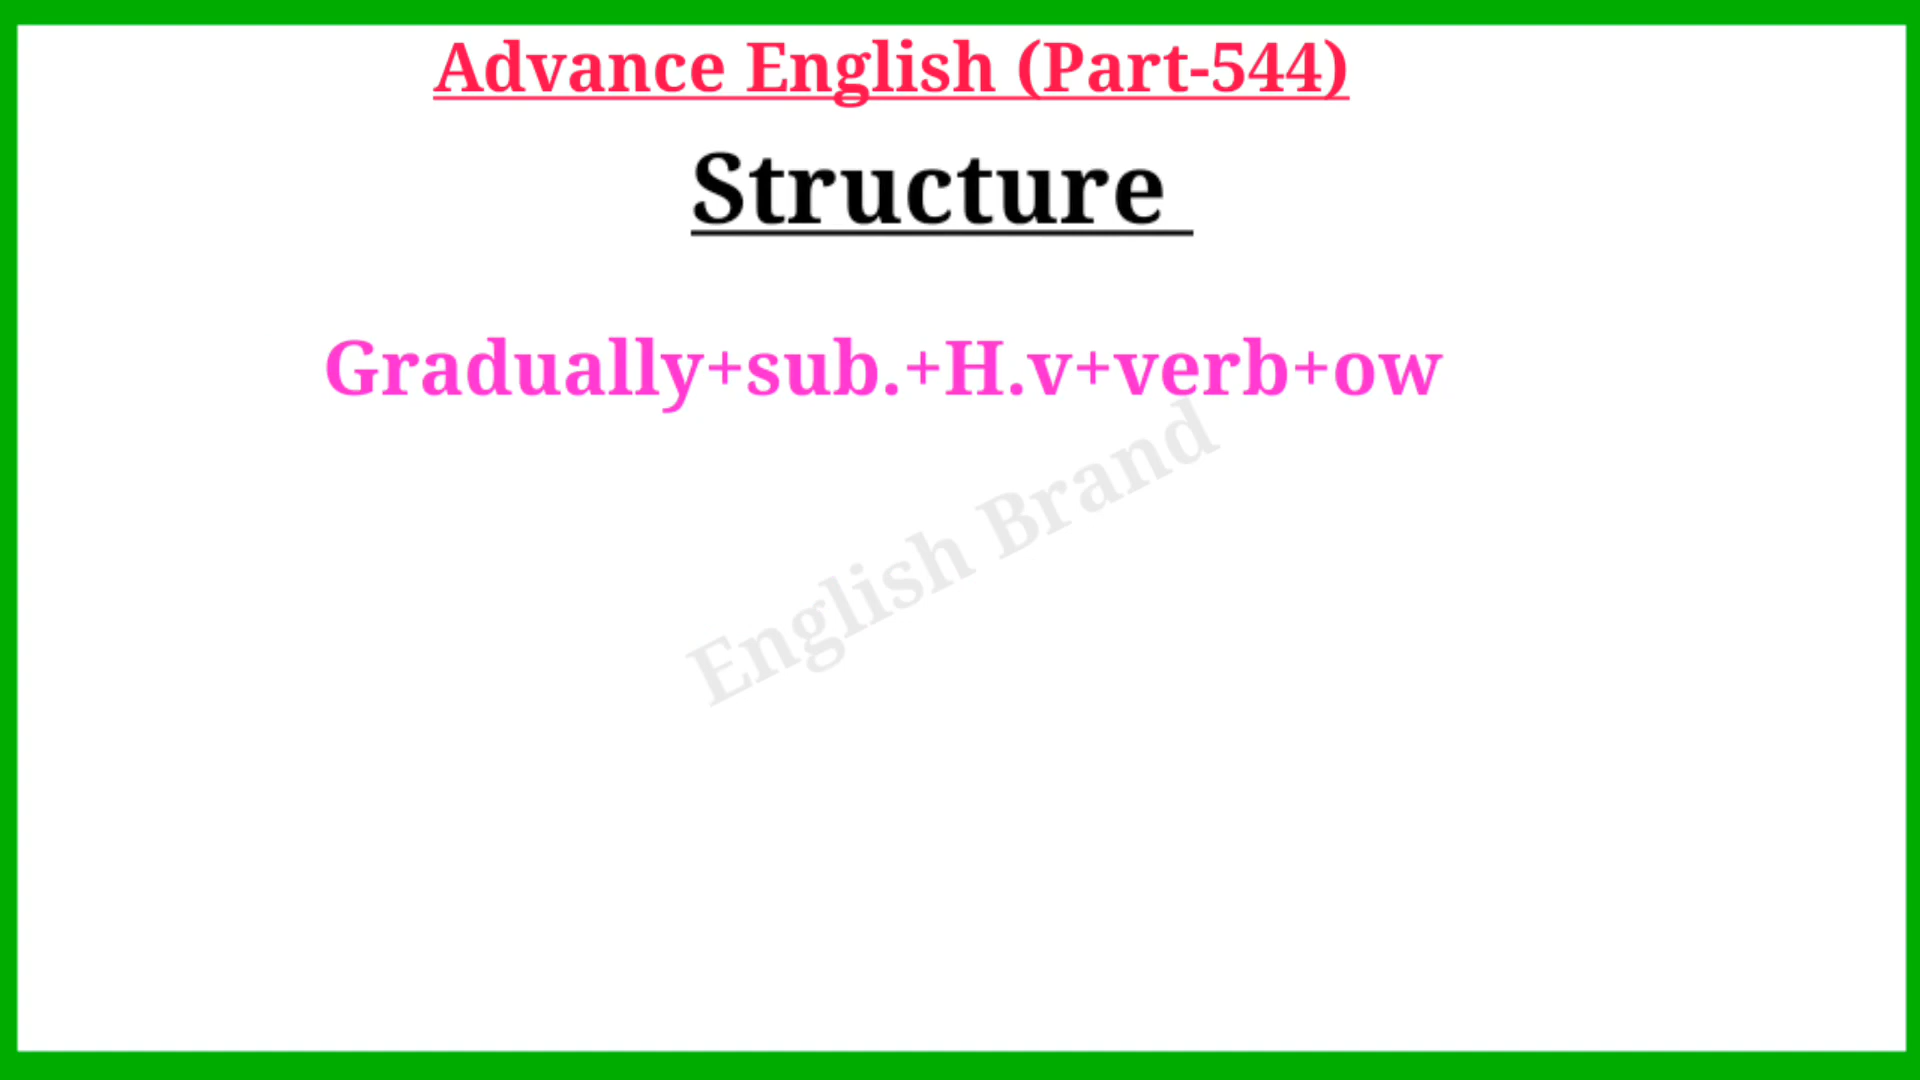 Advance English (Part-544)
Structure
Gradually+sub.+H.v+verb+ow
English Brand